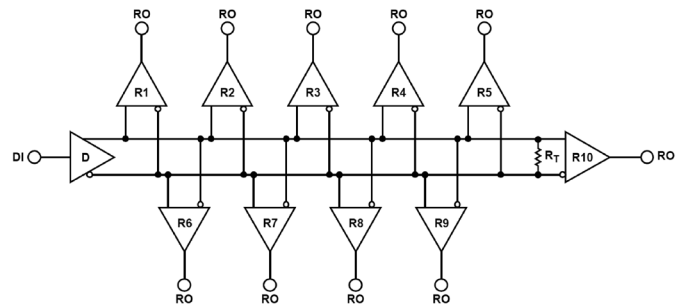 RO RO RO RO RO
R1 R2 R3 R4 R5
DI D RT R10 RO
R6 R7 R8 R9
RO RO RO RO